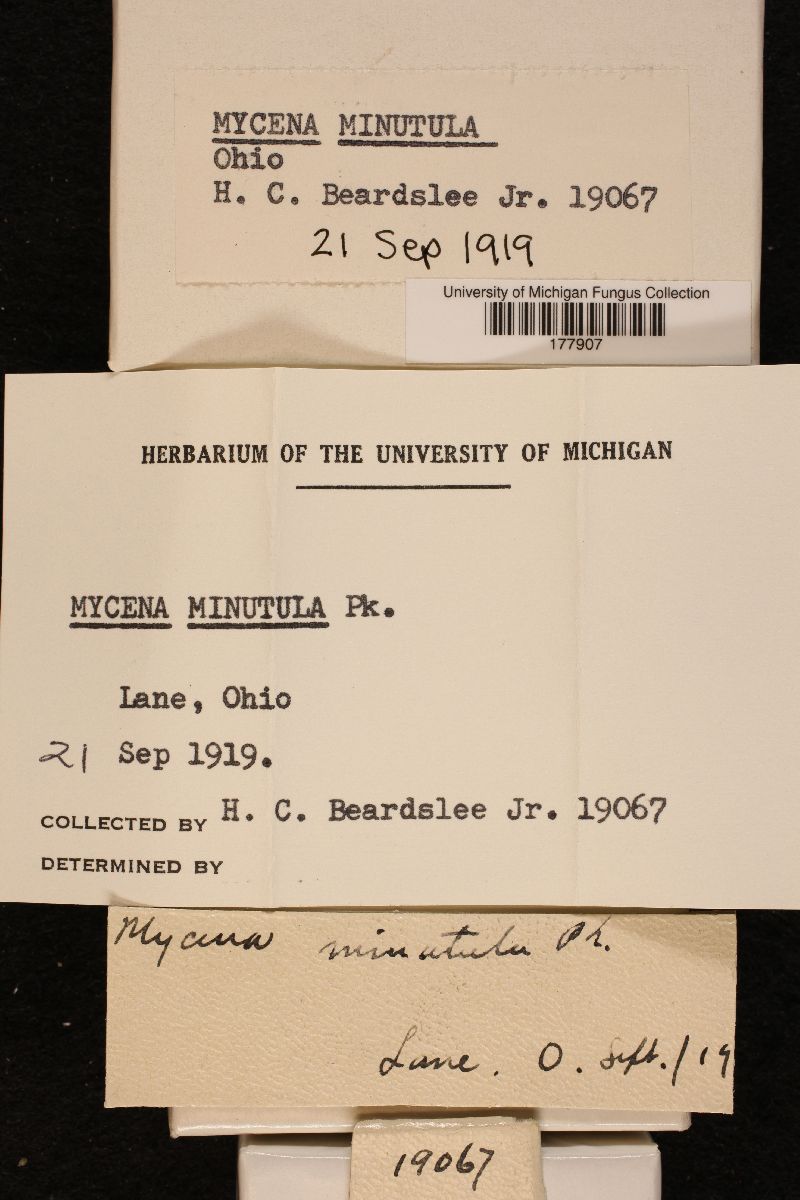 MYCENA MINUTULA
Ohio
H. C. Beardslee Jr. 19067
21 Sep 1919
University of Michigan Fungus Collection
177907
HERBARIUM OF THE UNIVERSITY OF MICHIGAN
MYCENA MINUTULA Pk.
Lane, Ohio
21 Sep 1919.
COLLECTED BY H. C. Beardslee Jr. 19067
DETERMINED BY
Mycena minutula Pk.
Lane. O. Sept. / 19
19067